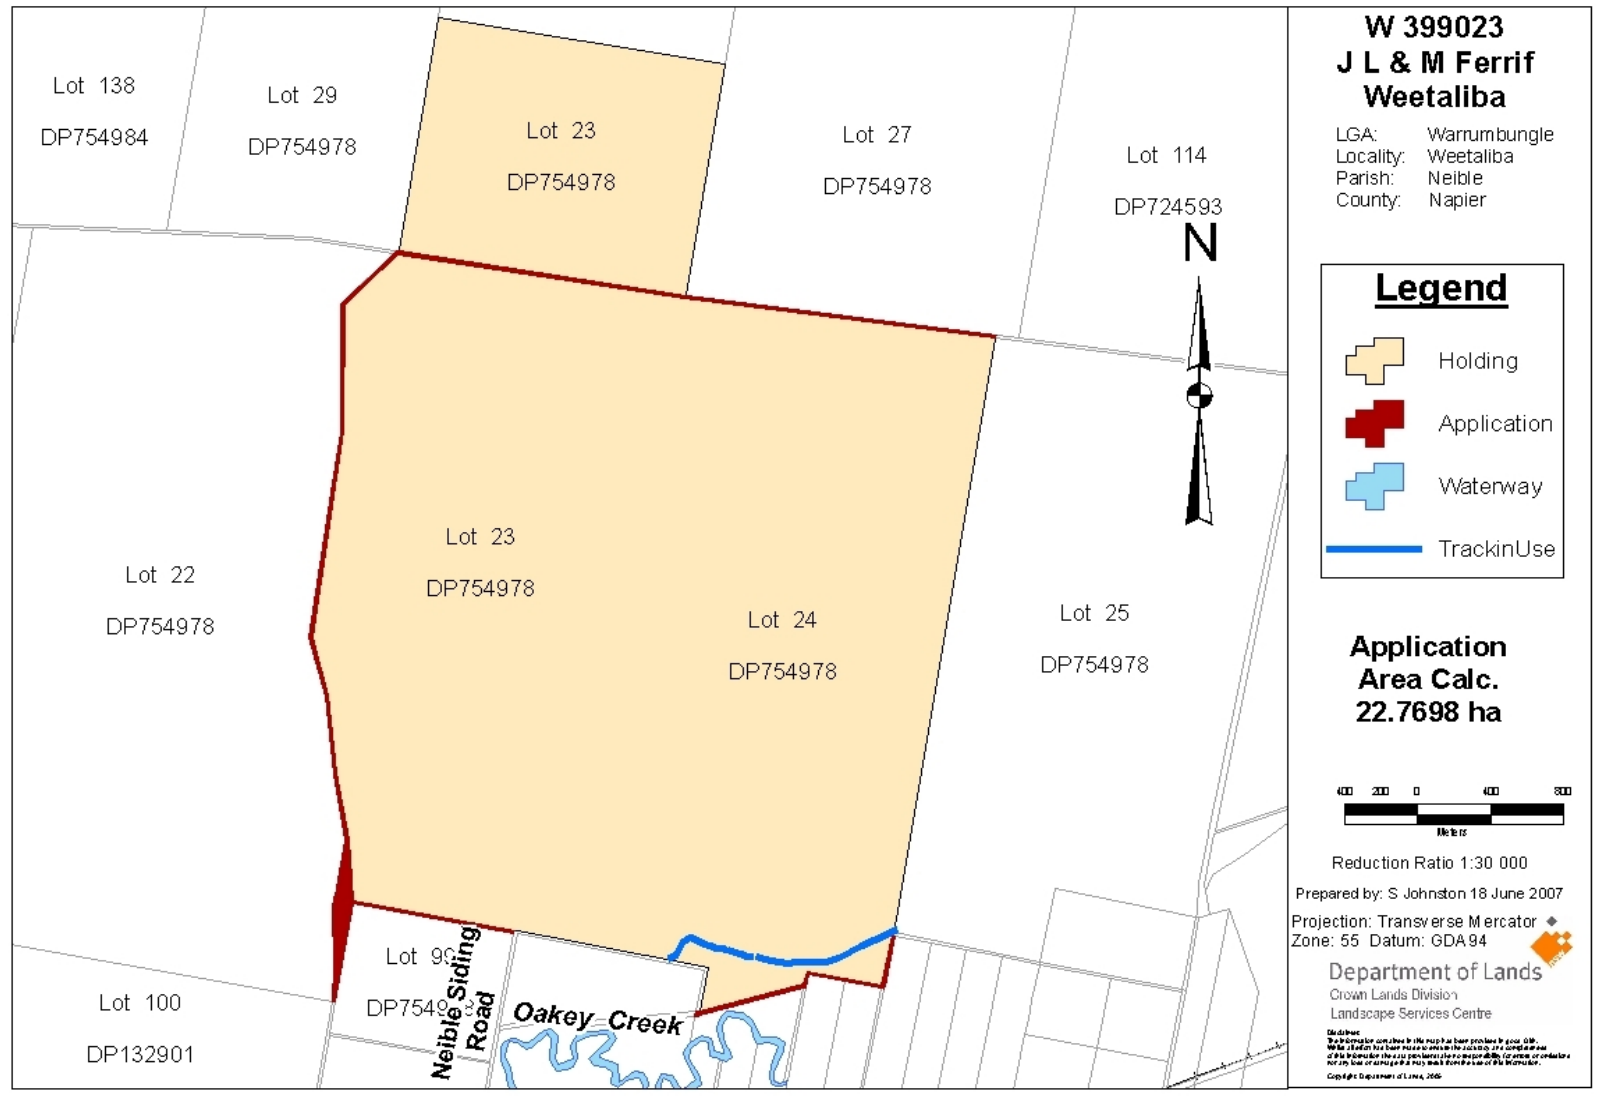 W 399023
J L & M Ferrif
Weetaliba
LGA: Warrumbungle
Locality: Weetaliba
Parish: Neible
County: Napier
Lot 138
DP754984
Lot 29
DP754978
Lot 23
DP754978
Lot 27
DP754978
Lot 114
DP724593
N
Lot 23
DP754978
Lot 22
DP754978
Lot 24
DP754978
Lot 25
DP754978
Lot 99
Lot 100
DP132901
Neible Siding
Road
Oakey Creek
Legend
Holding
Application
Waterway
TrackinUse
Application
Area Calc.
22.7698 ha
400 200 0 400 800
Meters
Reduction Ratio 1:30 000
Prepared by: S Johnston 18 June 2007
Projection: Transverse Mercator
Zone: 55 Datum: GDA94
Department of Lands
Crown Lands Division
Landscape Services Centre